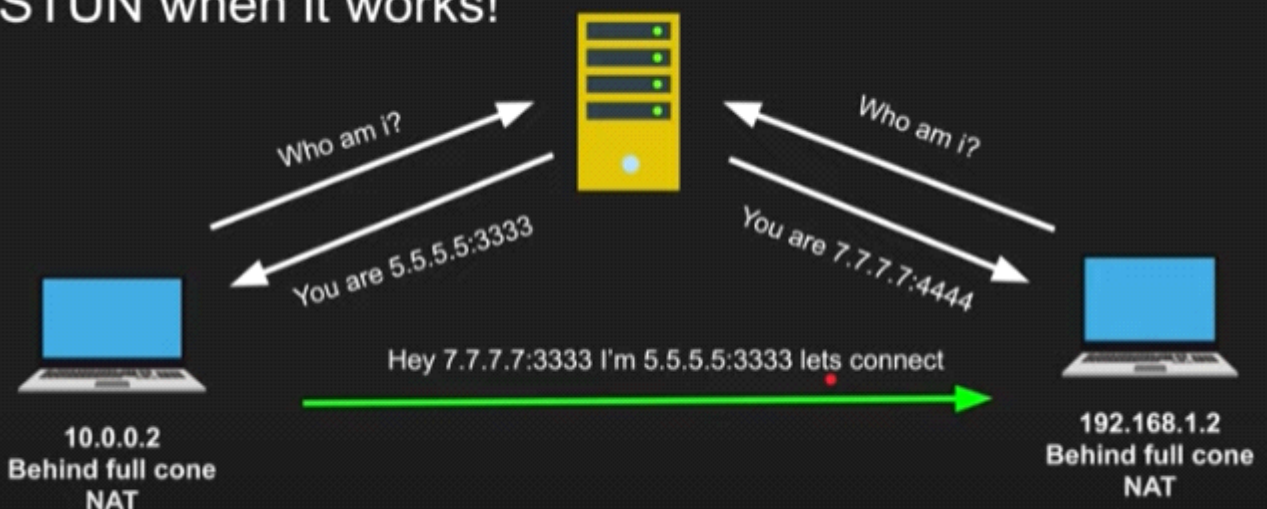 STUN when it works!
Who am i?
Who am i?
You are 5.5.5.5:3333
You are 7.7.7.7:4444
Hey 7.7.7.7:3333 I'm 5.5.5.5:3333 lets connect
10.0.0.2
Behind full cone
NAT
192.168.1.2
Behind full cone
NAT